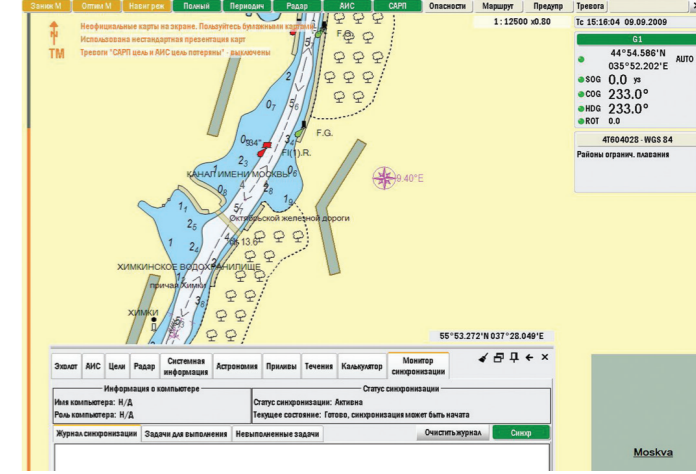 Заник М Оптик М Навиг реж Полный Периодич Радар АИС САРП Опасности Маршрут Предупр Тревога
Неофициальные карты на экране. Пользуйтесь бумажными картами
Использована нестандартная презентация карт
ТМ Тревоги "САРП цель и АИС цель потеряны" - выключены
1 : 12500 x0.80
Тс 15:16:04 09.09.2009
G1
44°54.586'N
035°52.202'E
AUTO
SOG 0.0 уз
COG 233.0°
HDG 233.0°
ROT 0.0
4T604028 - WGS 84
Районы огранич. плавания
F.G.
F.G.
Fl(1).R.
КАНАЛ ИМЕНИ МОСКВЫ
9.40°E
Октябрьской железной дороги
13.6
ХИМКИНСКОЕ ВОДОХРАНИЛИЩЕ
причал Химки
ХИМКИ
55°53.272'N 037°28.049'E
Эхолот АИС Цели Радар Системная информация Астрономия Приливы Течения Калькулятор Монитор синхронизации
Информация о компьютере
Имя компьютера: Н/Д
Роль компьютера: Н/Д
Статус синхронизации
Статус синхронизации: Активна
Текущее состояние: Готово, синхронизация может быть начата
Журнал синхронизации Задачи для выполнения Невыполненные задачи Очистить журнал Синхр
Moskva